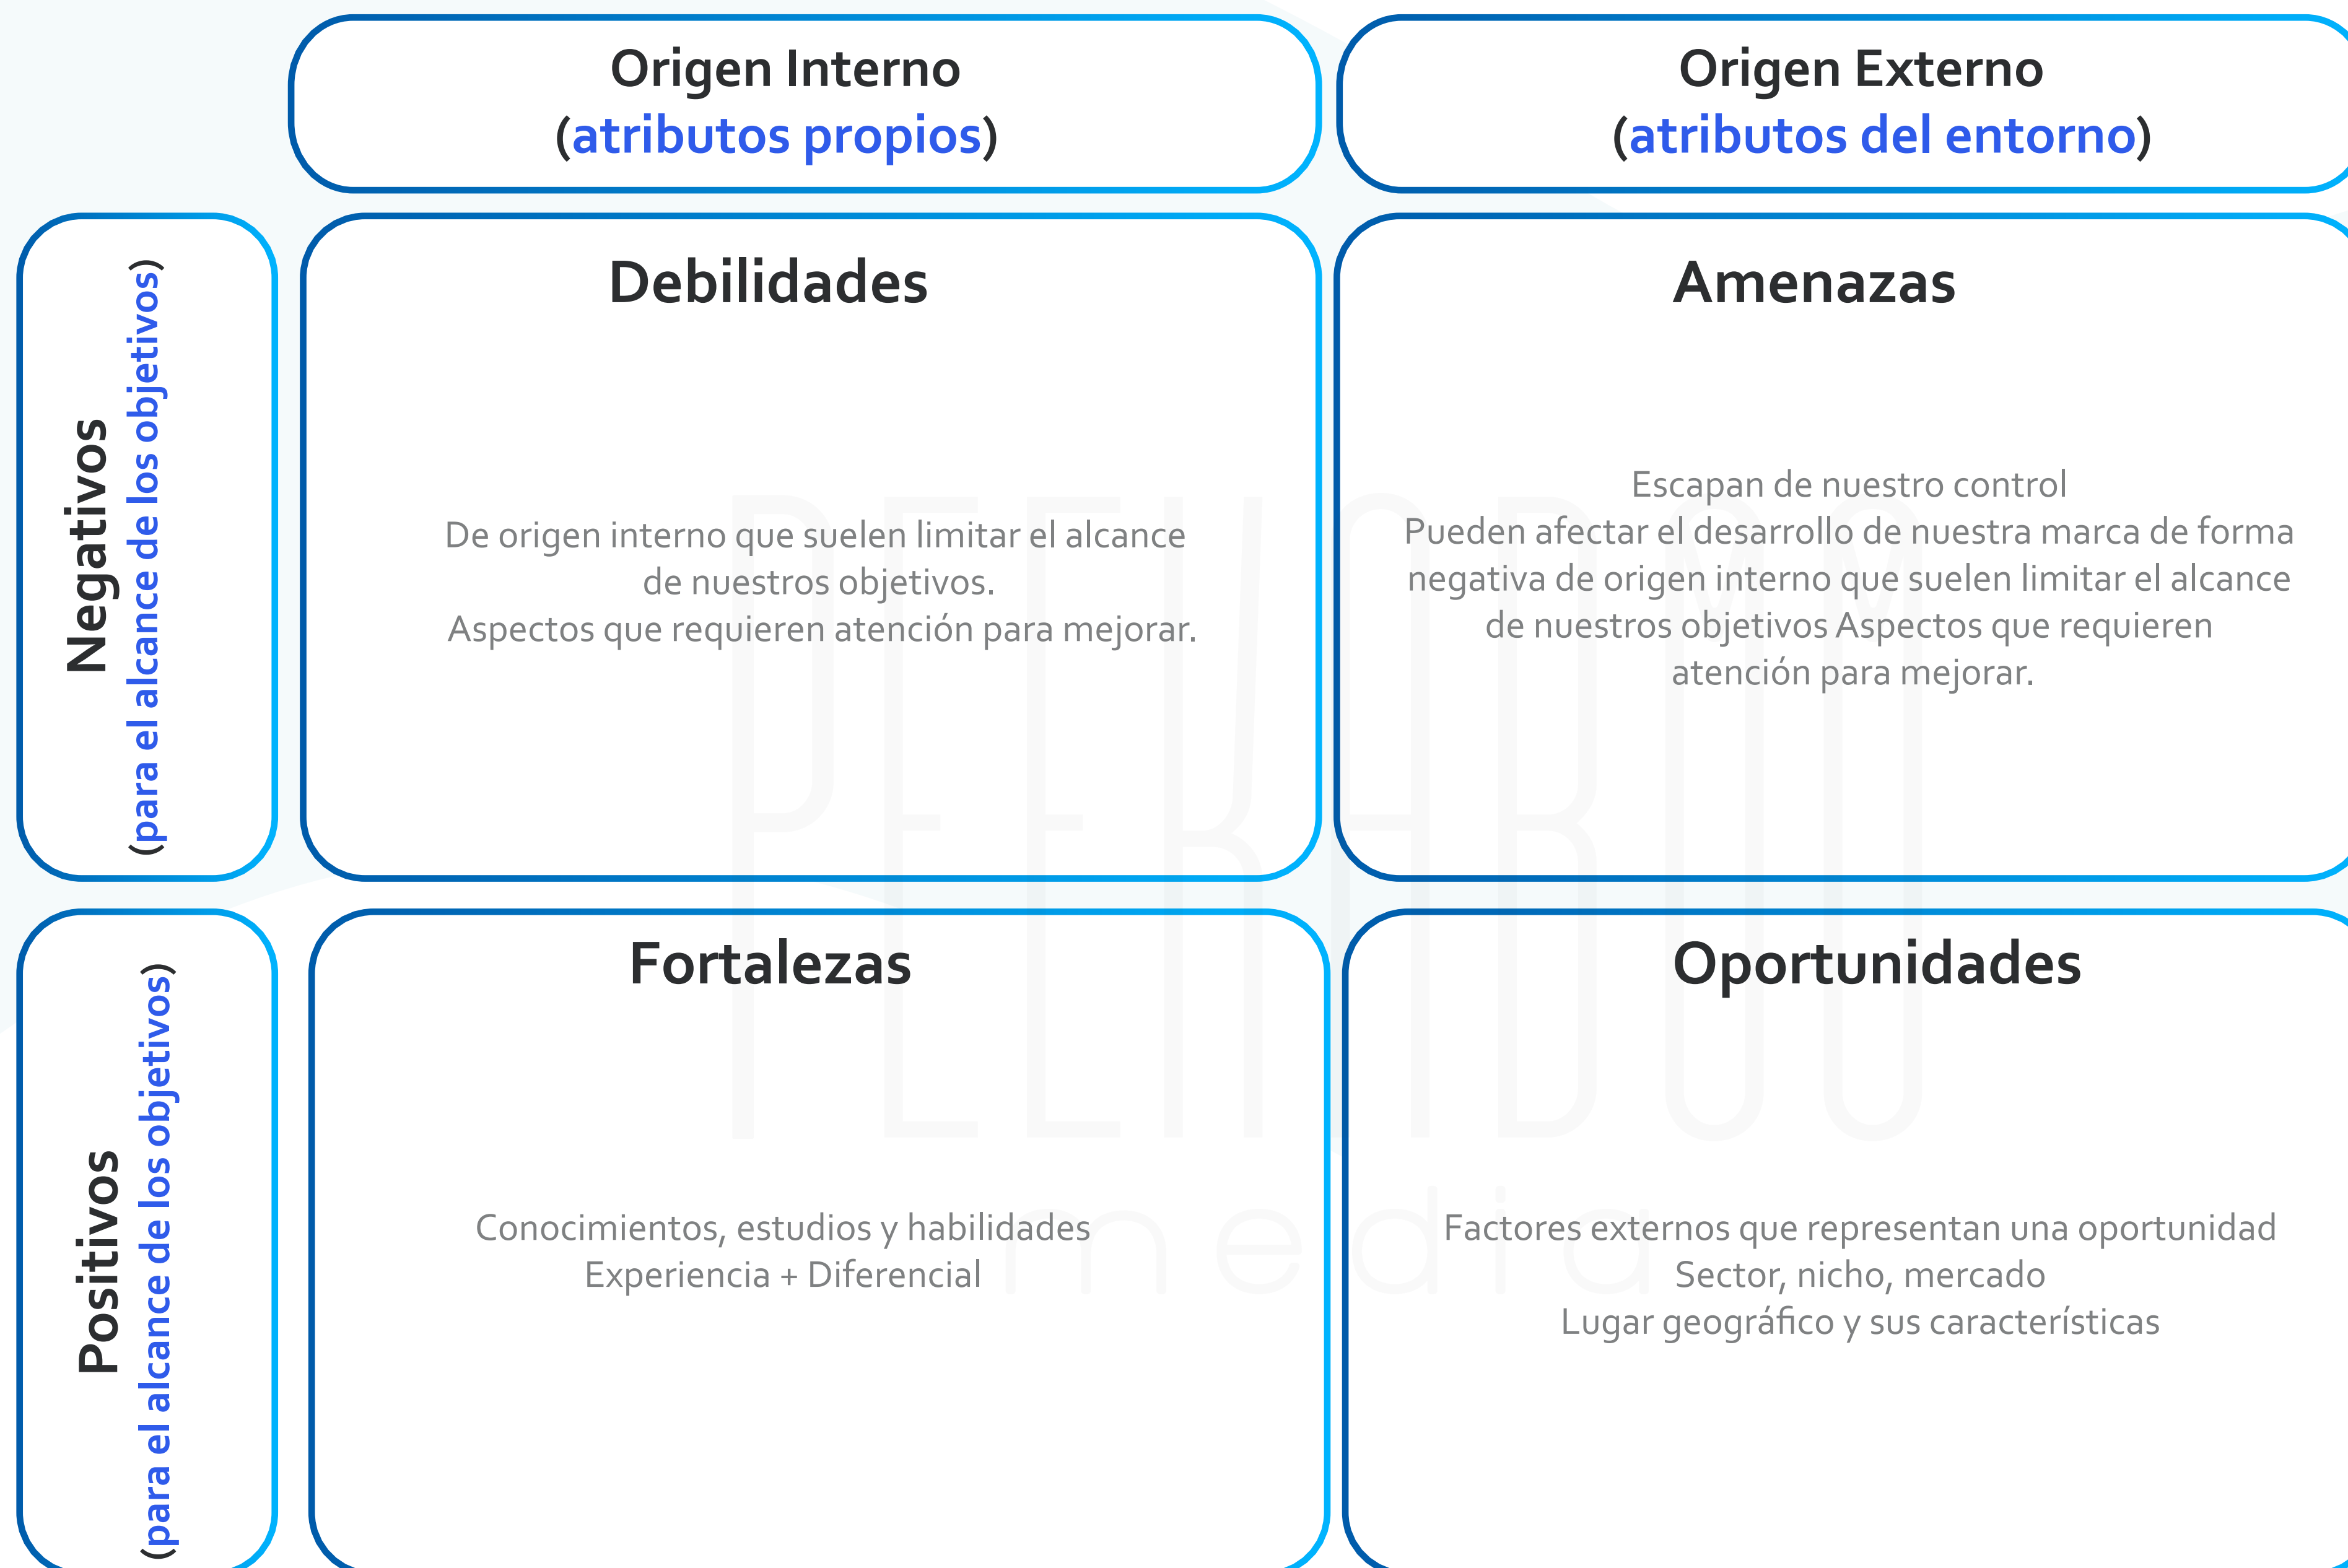 Origen Interno
(atributos propios)
Origen Externo
(atributos del entorno)
Negativos
(para el alcance de los objetivos)
Debilidades
De origen interno que suelen limitar el alcance
de nuestros objetivos.
Aspectos que requieren atención para mejorar.
Amenazas
Escapan de nuestro control
Pueden afectar el desarrollo de nuestra marca de forma
negativa de origen interno que suelen limitar el alcance
de nuestros objetivos Aspectos que requieren
atención para mejorar.
Positivos
(para el alcance de los objetivos)
Fortalezas
Conocimientos, estudios y habilidades
Experiencia + Diferencial
Oportunidades
Factores externos que representan una oportunidad
Sector, nicho, mercado
Lugar geográfico y sus características
PEEKABOO
media